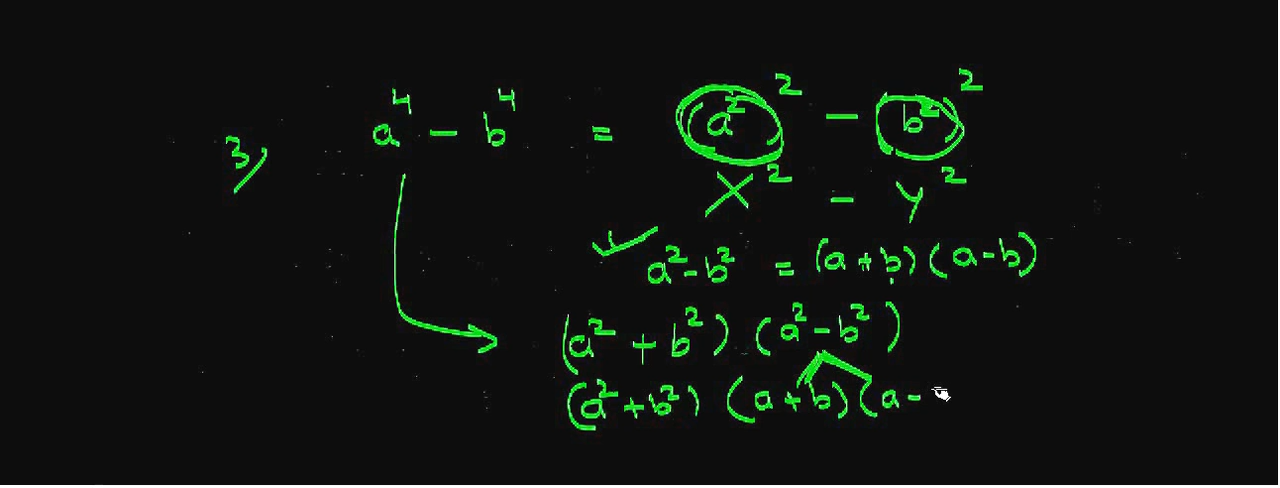 3) a⁴ - b⁴ = (a²)² - (b²)²
X² - Y²
✓ a² - b² = (a + b) (a - b)
(a² + b²) (a² - b²)
(a² + b²) (a + b) (a -